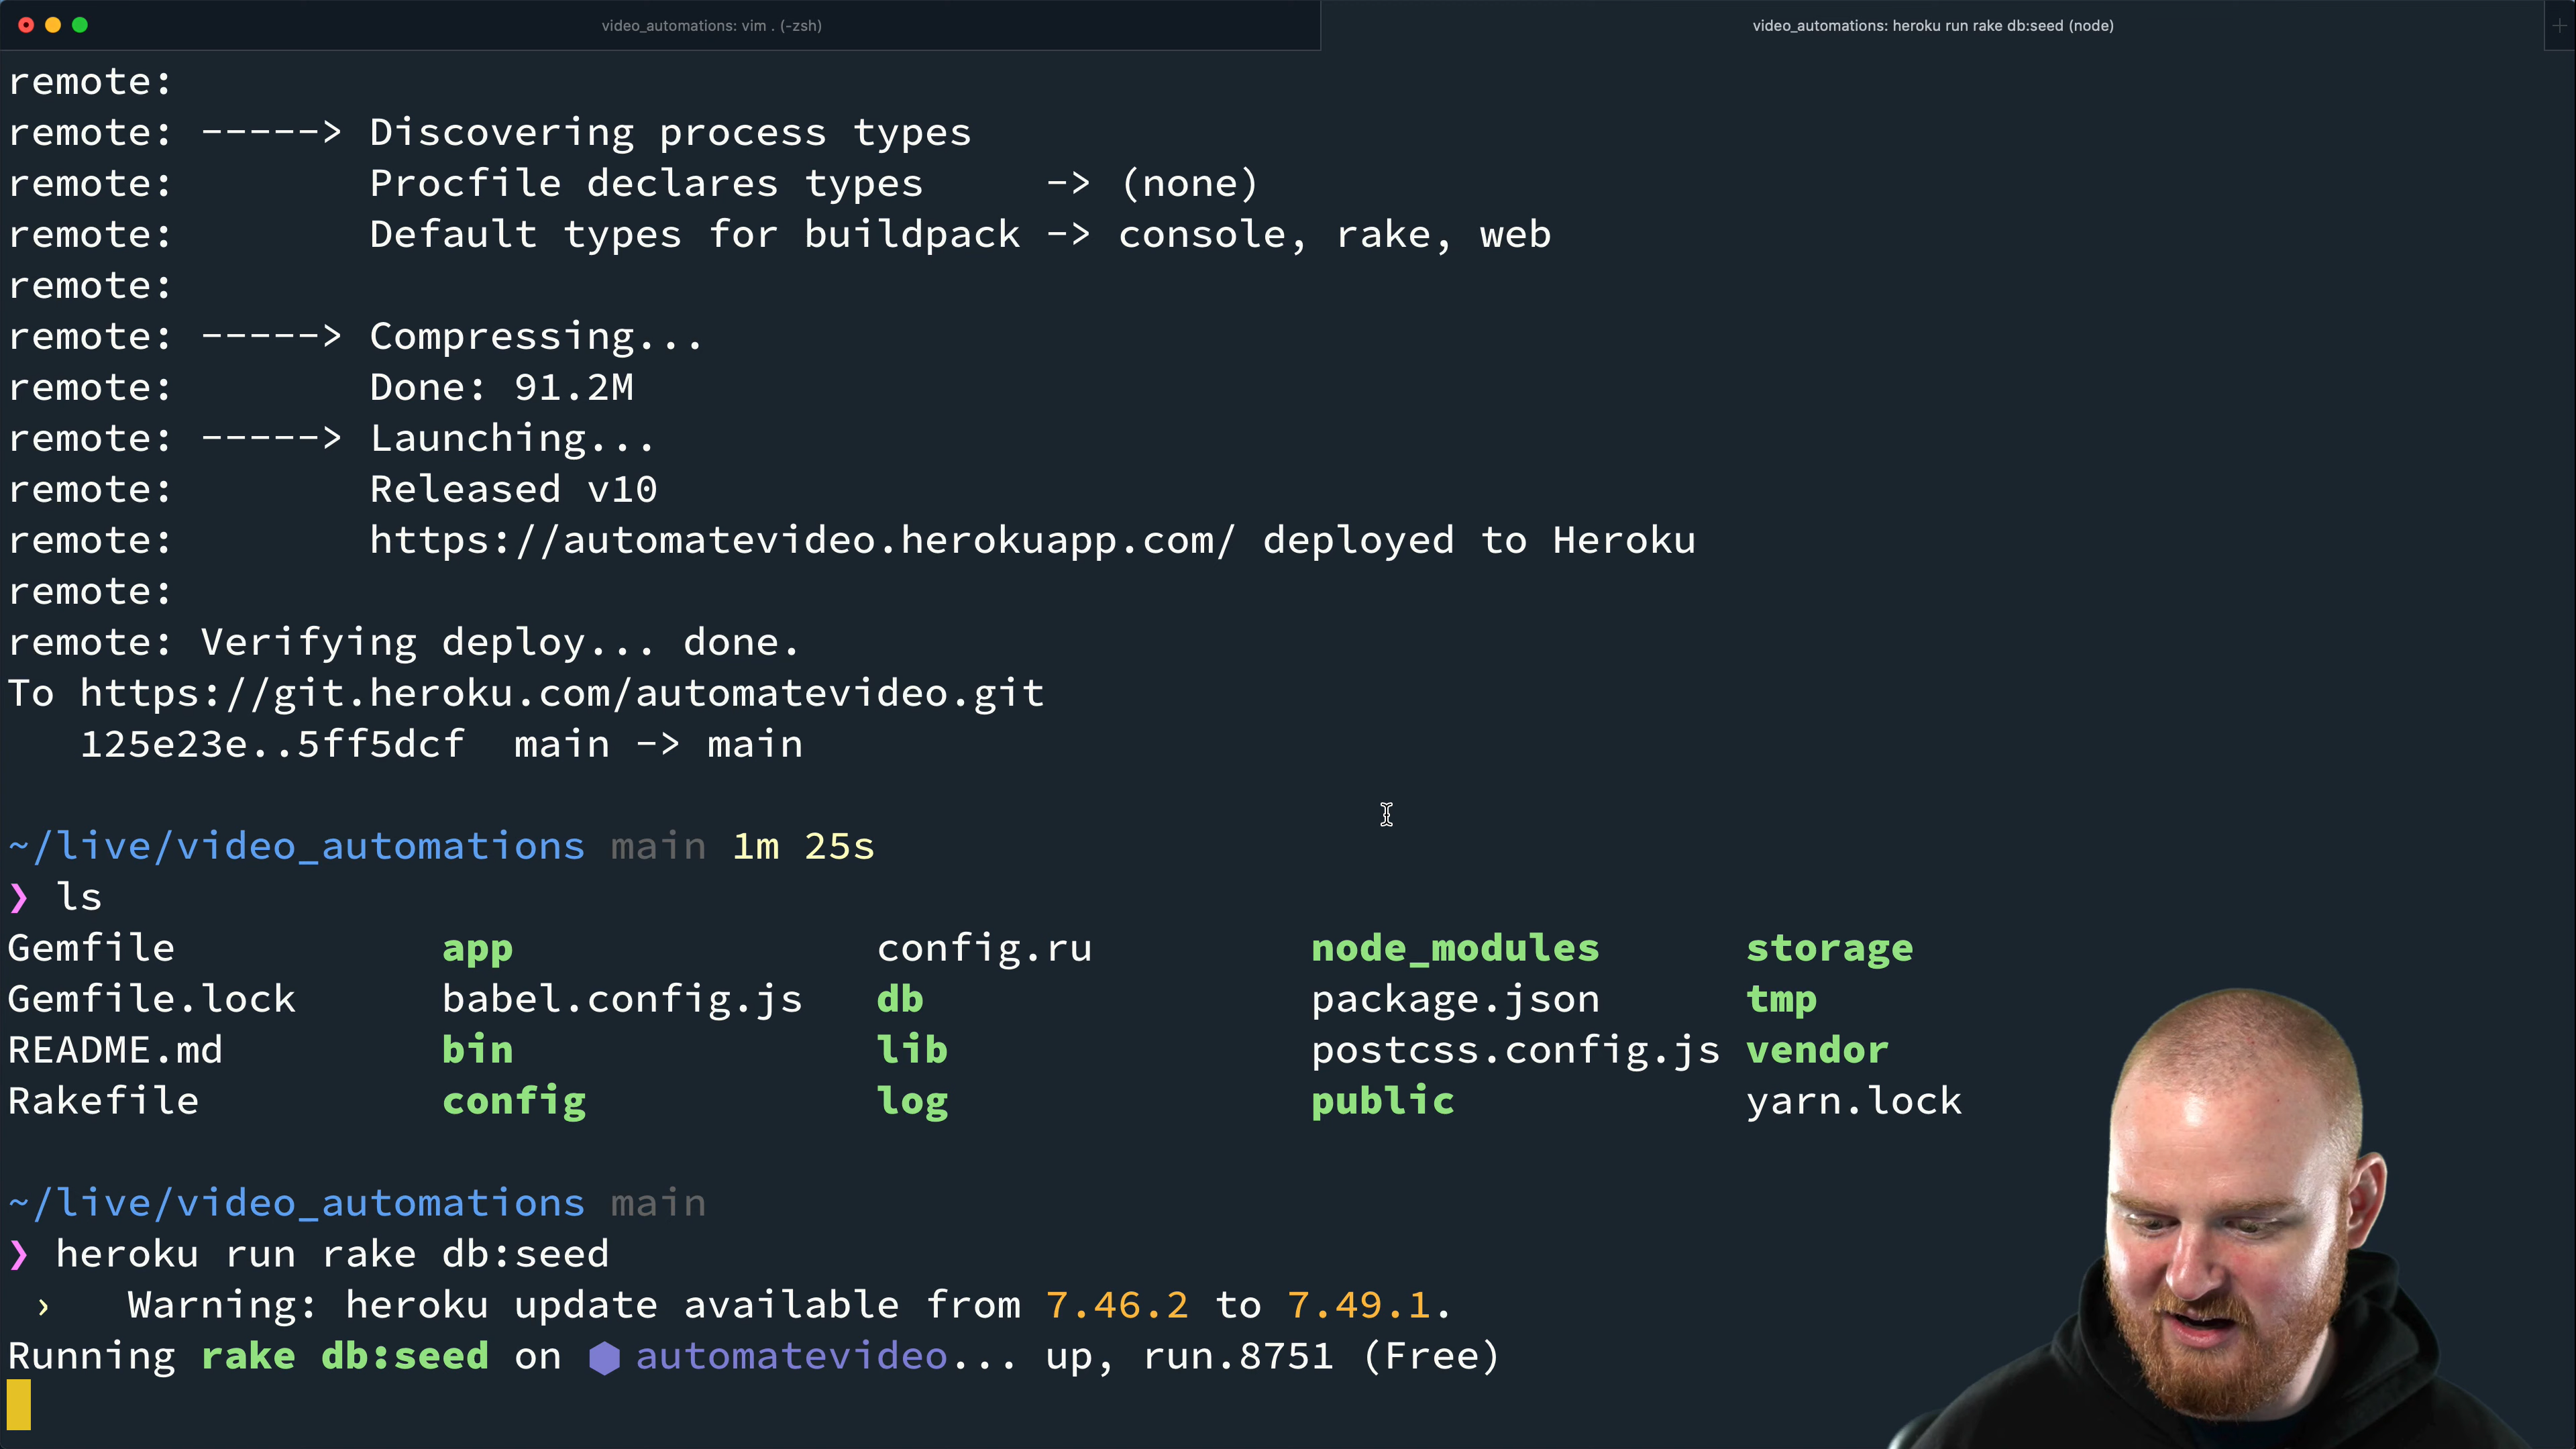 video_automations: vim . (-zsh)
video_automations: heroku run rake db:seed (node)
remote:
remote: -----> Discovering process types
remote: Procfile declares types -> (none)
remote: Default types for buildpack -> console, rake, web
remote:
remote: -----> Compressing...
remote: Done: 91.2M
remote: -----> Launching...
remote: Released v10
remote: https://automatevideo.herokuapp.com/ deployed to Heroku
remote:
remote: Verifying deploy... done.
To https://git.heroku.com/automatevideo.git
125e23e..5ff5dcf main -> main
~/live/video_automations main 1m 25s
❯ ls
Gemfile app config.ru node_modules storage
Gemfile.lock babel.config.js db package.json tmp
README.md bin lib postcss.config.js vendor
Rakefile config log public yarn.lock
~/live/video_automations main
❯ heroku run rake db:seed
› Warning: heroku update available from 7.46.2 to 7.49.1.
Running rake db:seed on ⬢ automatevideo... up, run.8751 (Free)